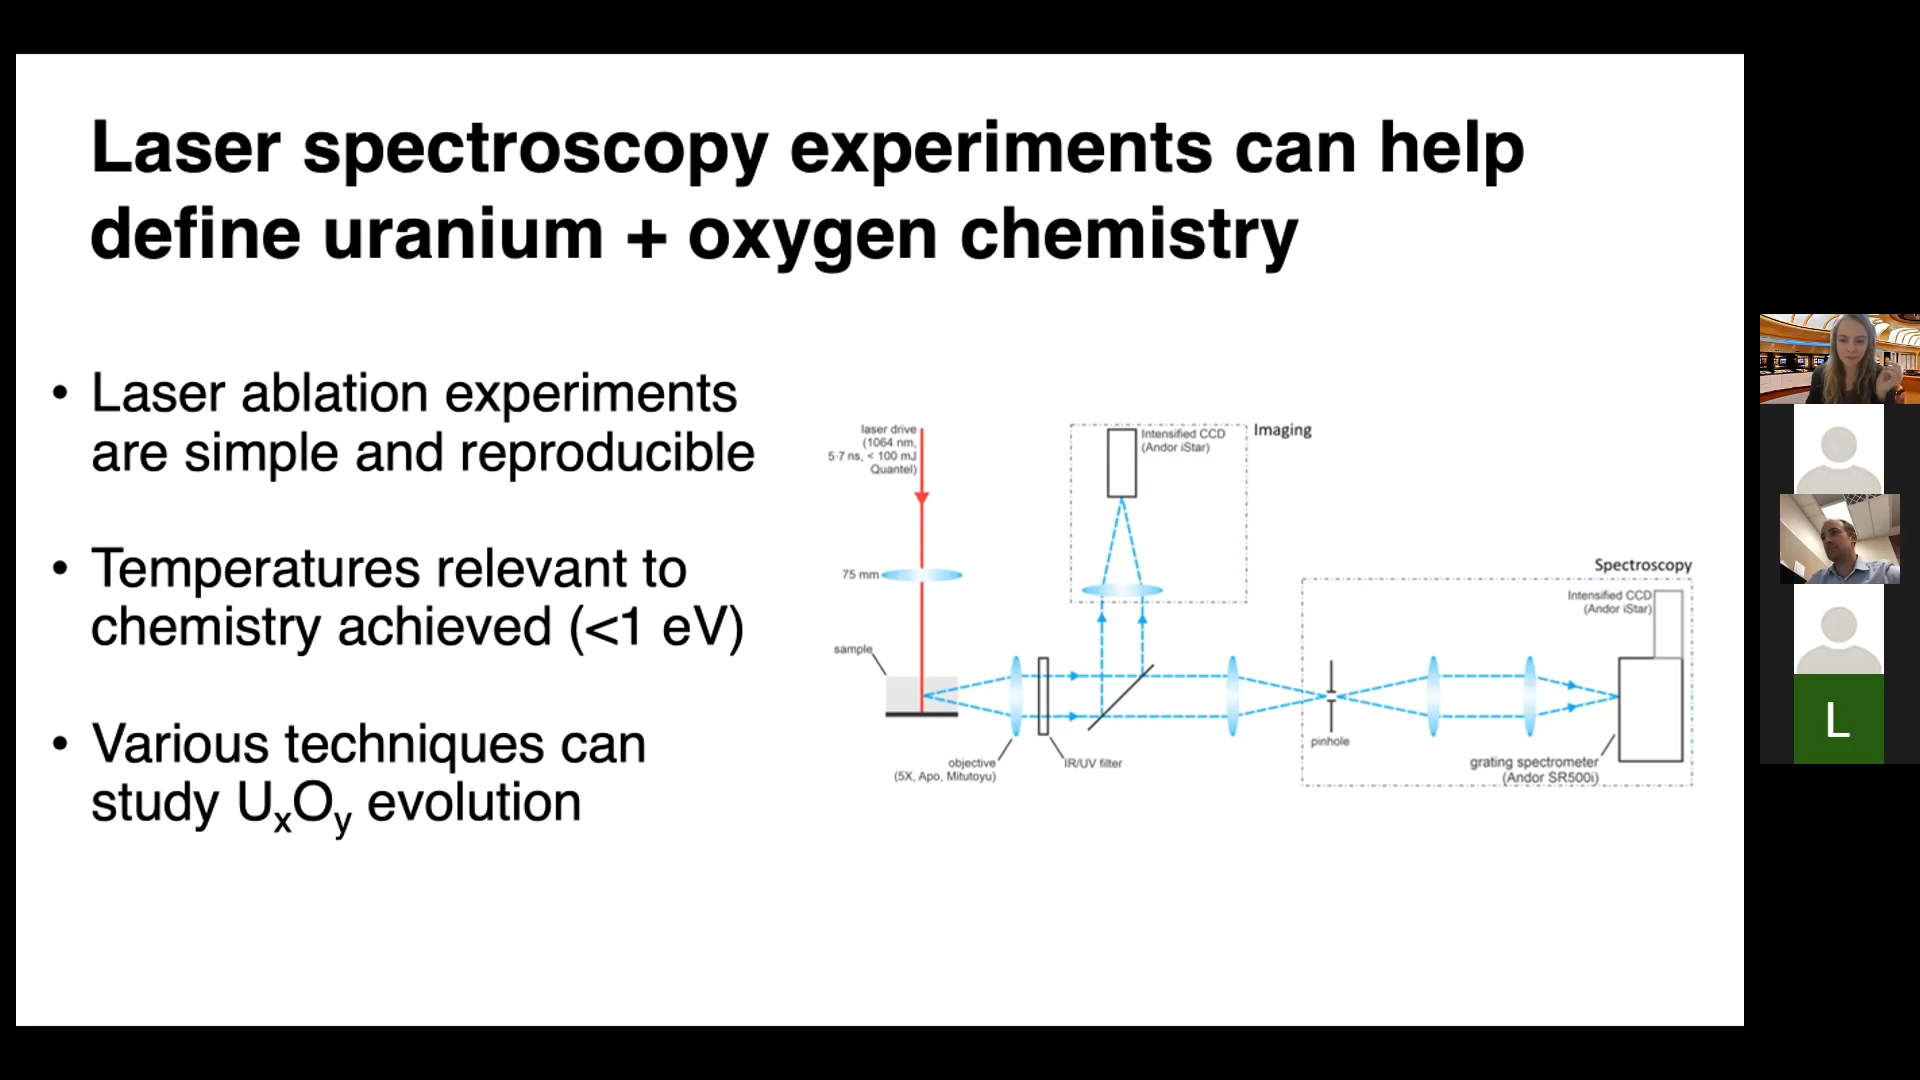 Laser spectroscopy experiments can help
define uranium + oxygen chemistry
• Laser ablation experiments
are simple and reproducible
• Temperatures relevant to
chemistry achieved (<1 eV)
• Various techniques can
study UxOy evolution
laser drive
(1064 nm,
5-7 ns, < 100 mJ
Quantel)
75 mm
sample
objective
(5X, Apo, Mitutoyu)
IR/UV filter
Intensified CCD
(Andor iStar)
Imaging
Spectroscopy
Intensified CCD
(Andor iStar)
pinhole
grating spectrometer
(Andor SR500i)
L